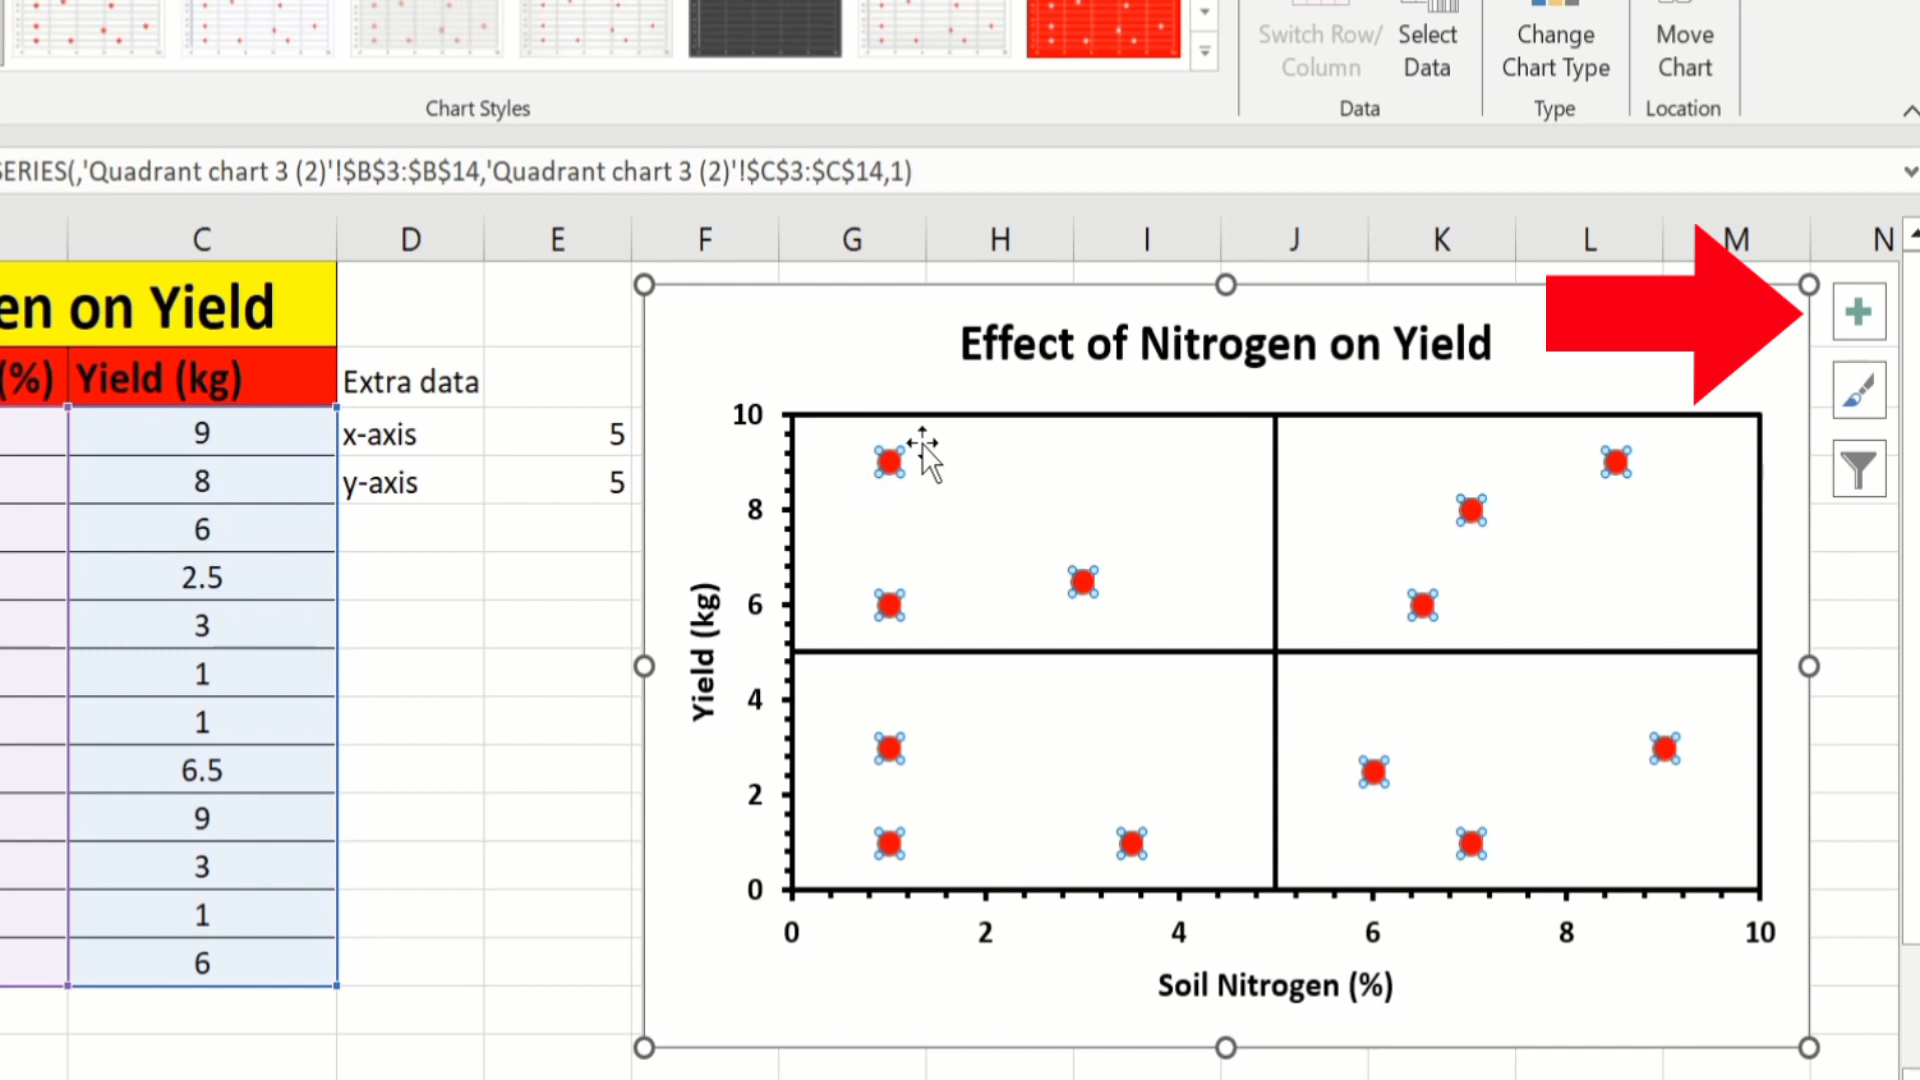 Switch Row/
Column
Select
Data
Change
Chart Type
Move
Chart
Chart Styles
Data
Type
Location
SERIES(,'Quadrant chart 3 (2)'!$B$3:$B$14,'Quadrant chart 3 (2)'!$C$3:$C$14,1)
C D E F G H I J K L M N
en on Yield
(%) Yield (kg) Extra data
9 x-axis 5
8 y-axis 5
6
2.5
3
1
1
6.5
9
3
1
6
Effect of Nitrogen on Yield
10
8
6
4
2
0
Yield (kg)
0 2 4 6 8 10
Soil Nitrogen (%)